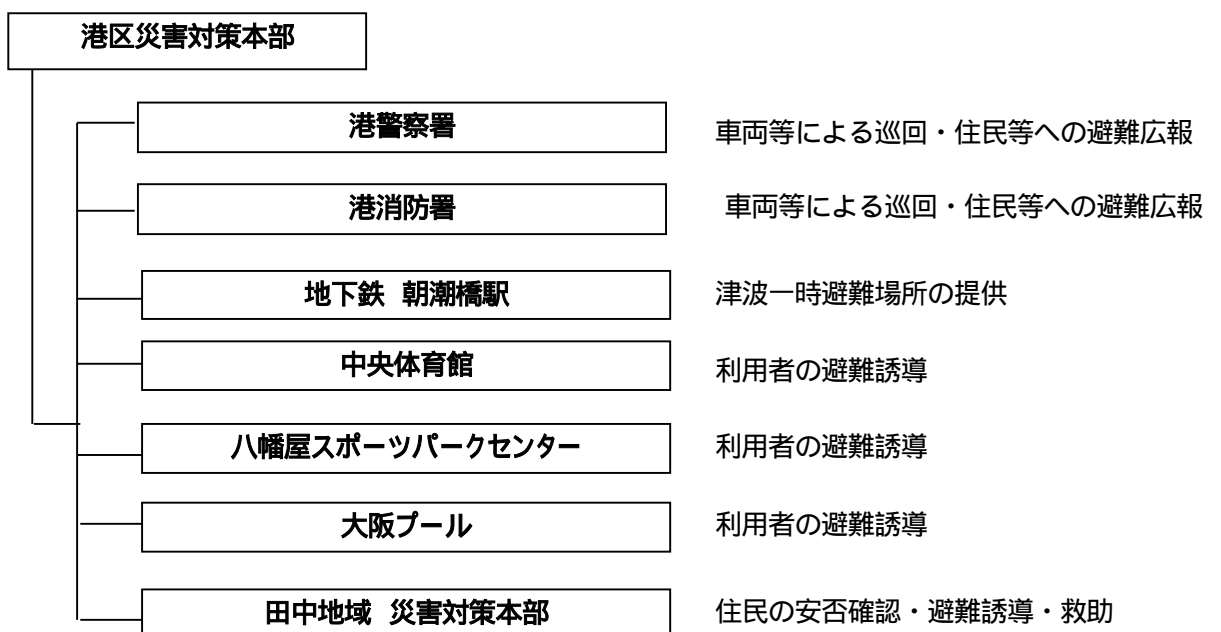 港区災害対策本部
港警察署 車両等による巡回・住民等への避難広報
港消防署 車両等による巡回・住民等への避難広報
地下鉄 朝潮橋駅 津波一時避難場所の提供
中央体育館 利用者の避難誘導
八幡屋スポーツパークセンター 利用者の避難誘導
大阪プール 利用者の避難誘導
田中地域 災害対策本部 住民の安否確認・避難誘導・救助